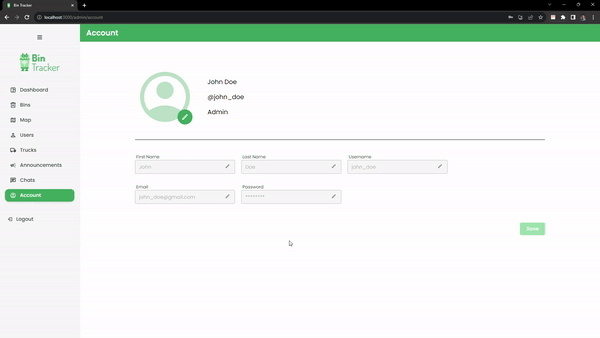 Bin Tracker
localhost:3000/admin/account
Account
Bin
Tracker
Dashboard
Bins
Map
Users
Trucks
Announcements
Chats
Account
Logout
John Doe
@john_doe
Admin
First Name
Last Name
Username
John
Doe
john_doe
Email
Password
john_doe@gmail.com
********
Save